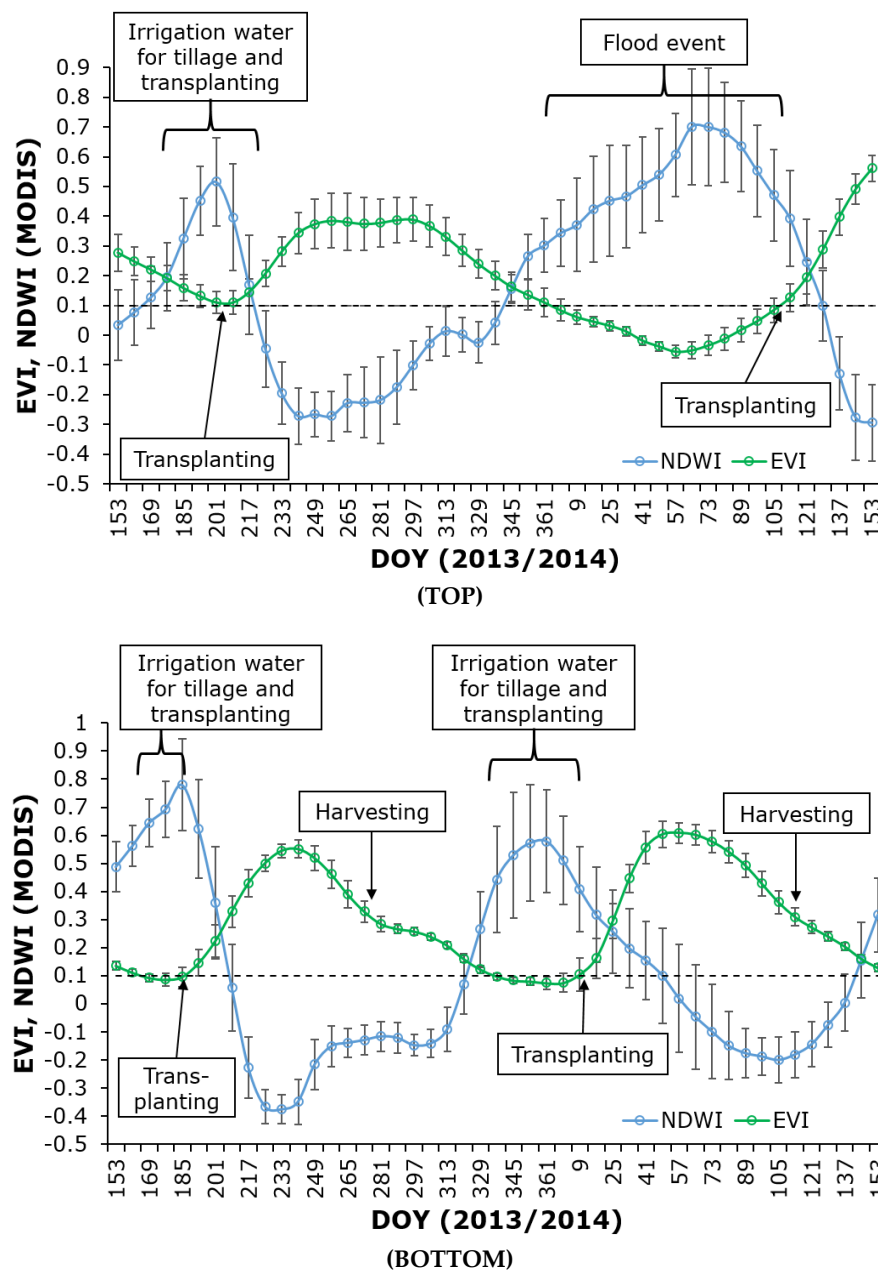 Irrigation water
for tillage and
transplanting
Flood event
EVI, NDWI (MODIS)
0.9
0.8
0.7
0.6
0.5
0.4
0.3
0.2
0.1
0
-0.1
-0.2
-0.3
-0.4
-0.5
Transplanting
Transplanting
NDWI EVI
153 169 185 201 217 233 249 265 281 297 313 329 345 361 9 25 41 57 73 89 105 121 137 153
DOY (2013/2014)
(TOP)
Irrigation water
for tillage and
transplanting
Irrigation water
for tillage and
transplanting
EVI, NDWI (MODIS)
1
0.9
0.8
0.7
0.6
0.5
0.4
0.3
0.2
0.1
0
-0.1
-0.2
-0.3
-0.4
-0.5
Harvesting
Harvesting
Trans-
planting
Transplanting
NDWI EVI
153 169 185 201 217 233 249 265 281 297 313 329 345 361 9 25 41 57 73 89 105 121 137 153
DOY (2013/2014)
(BOTTOM)